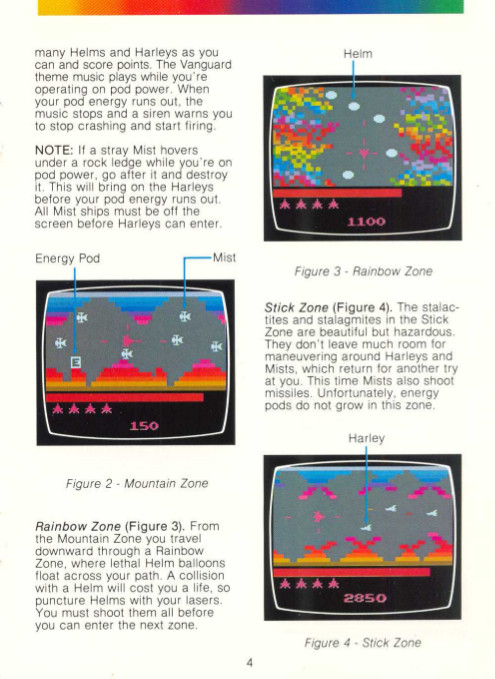 many Helms and Harleys as you
can and score points. The Vanguard
theme music plays while you're
operating on pod power. When
your pod energy runs out, the
music stops and a siren warns you
to stop crashing and start firing.
NOTE: If a stray Mist hovers
under a rock ledge while you're on
pod power, go after it and destroy
it. This will bring on the Harleys
before your pod energy runs out.
All Mist ships must be off the
screen before Harleys can enter.
Energy Pod
Mist
E
150
Figure 2 - Mountain Zone
Rainbow Zone (Figure 3). From
the Mountain Zone you travel
downward through a Rainbow
Zone, where lethal Helm balloons
float across your path. A collision
with a Helm will cost you a life, so
puncture Helms with your lasers.
You must shoot them all before
you can enter the next zone.
Helm
1100
Figure 3 - Rainbow Zone
Stick Zone (Figure 4). The stalac-
tites and stalagmites in the Stick
Zone are beautiful but hazardous.
They don't leave much room for
maneuvering around Harleys and
Mists, which return for another try
at you. This time Mists also shoot
missiles. Unfortunately, energy
pods do not grow in this zone.
Harley
2850
Figure 4 - Stick Zone
4